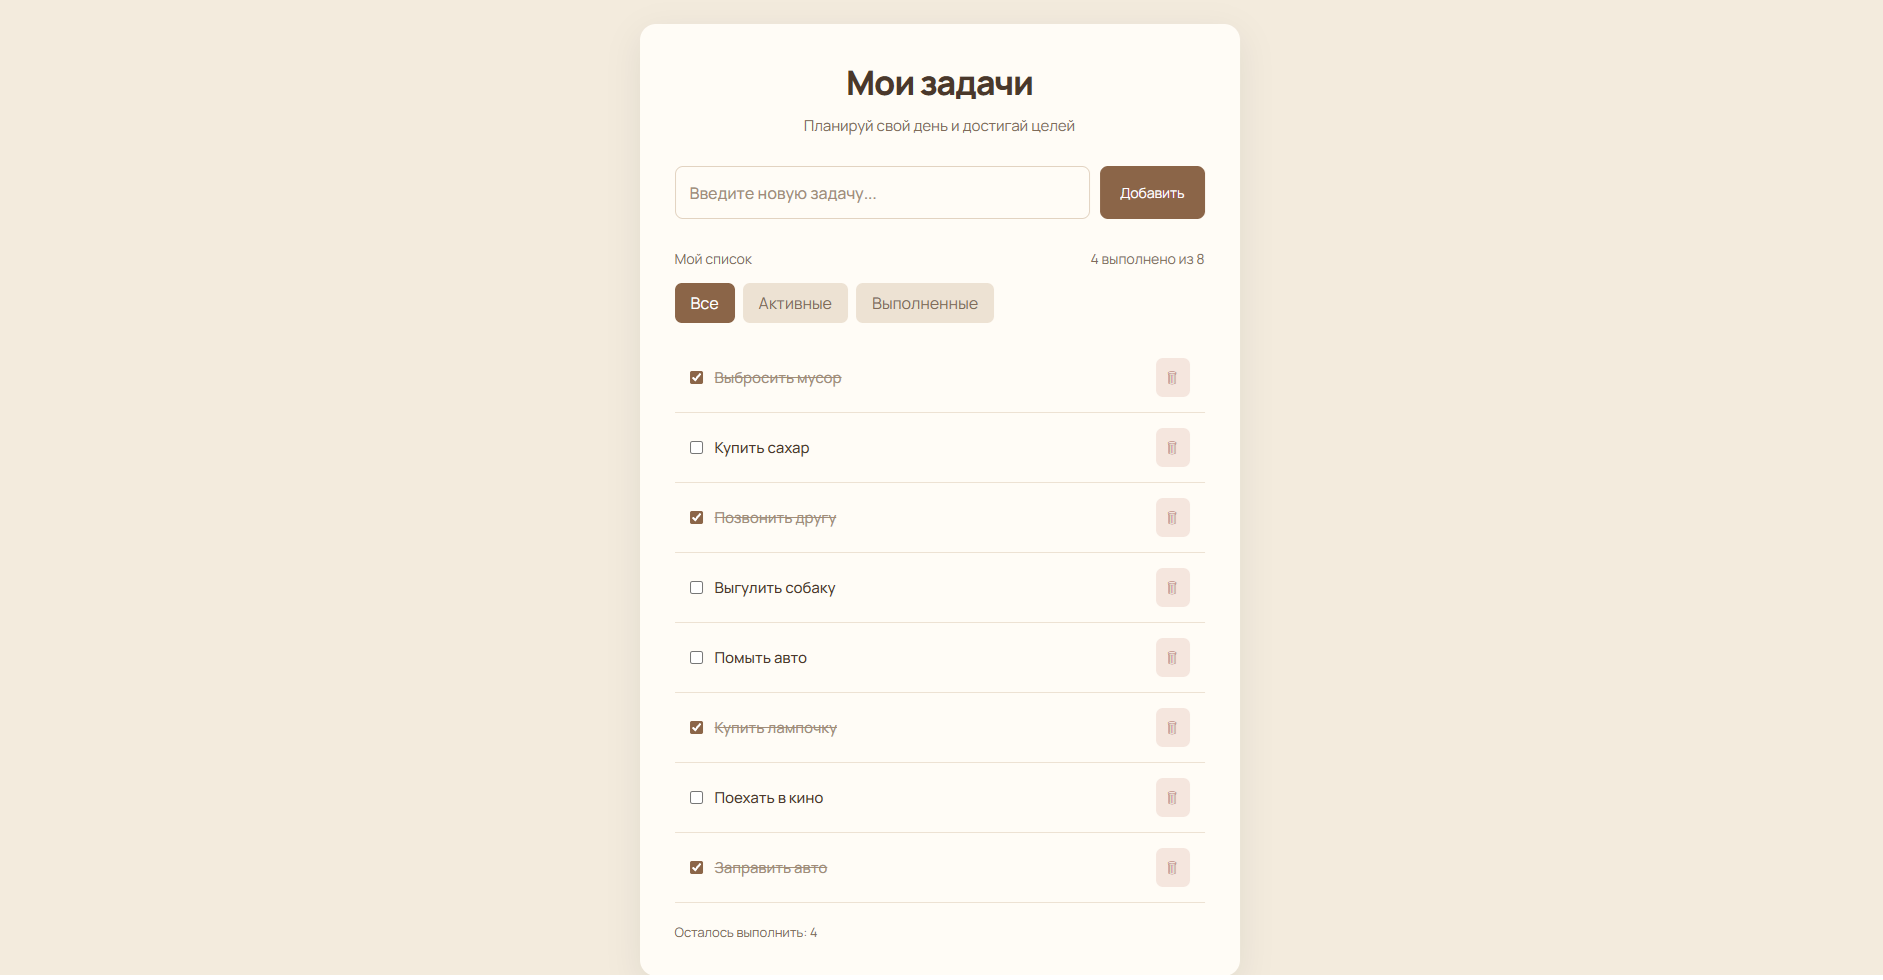 Мои задачи
Планируй свой день и достигай целей
Введите новую задачу...
Добавить
Мой список
4 выполнено из 8
Все
Активные
Выполненные
Выбросить мусор
Купить сахар
Позвонить другу
Выгулить собаку
Помыть авто
Купить лампочку
Поехать в кино
Заправить авто
Осталось выполнить: 4